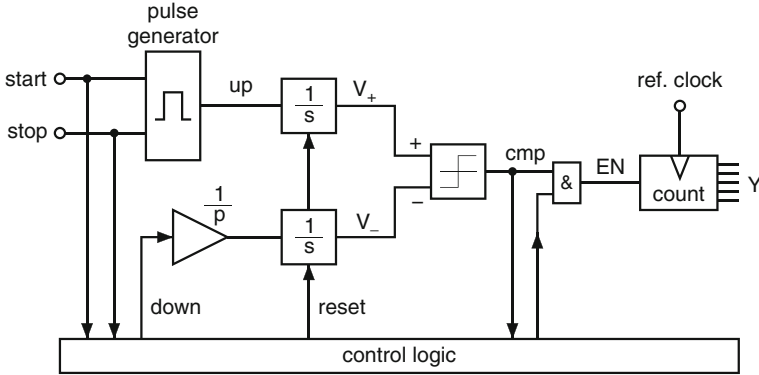 pulse
generator
start
stop
up
1
s
V+
ref. clock
+
cmp
−
&
EN
count
Y
1
p
1
s
V−
down
reset
control logic